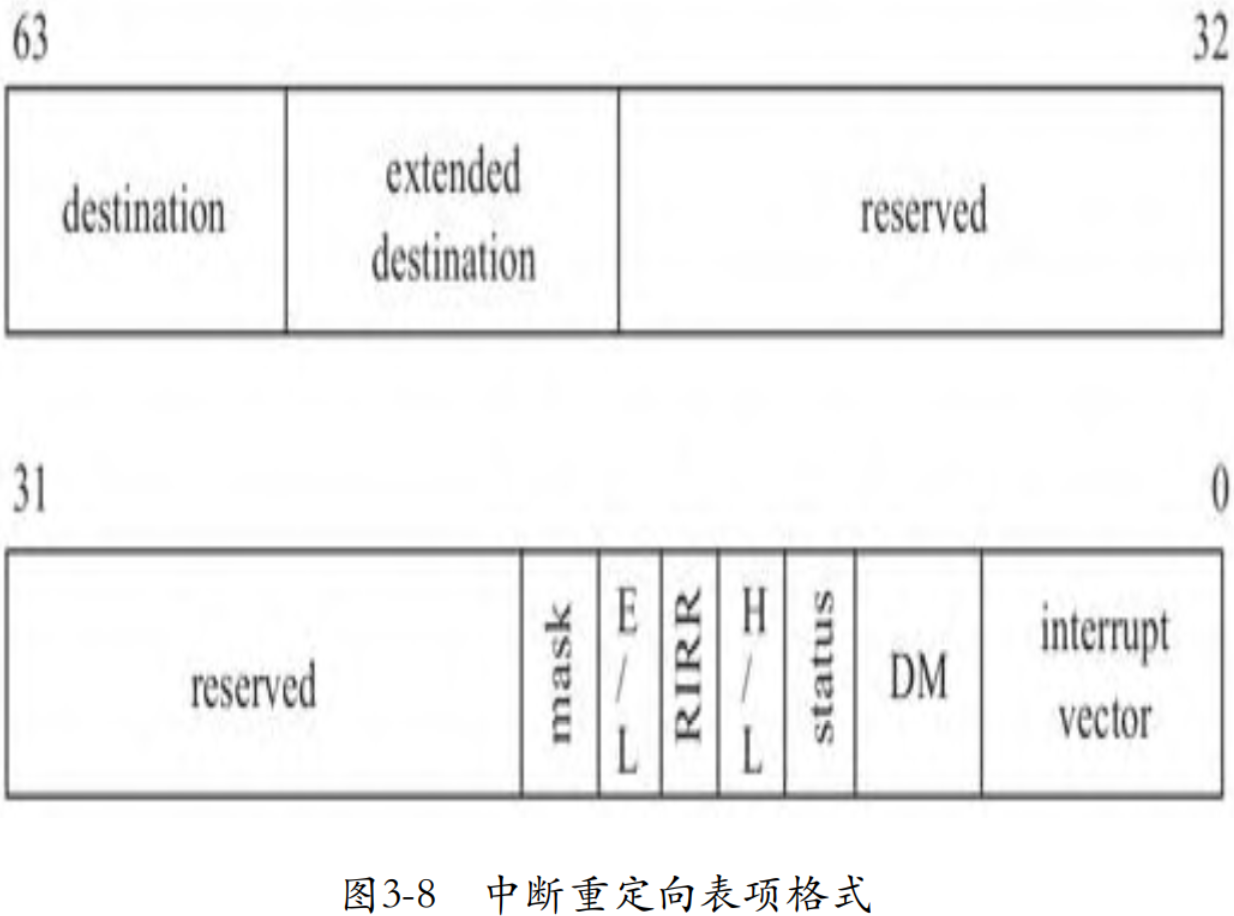 63 32
destination
extended
destination
reserved
31 0
reserved
mask
E
/
L
RIRR
H
/
L
status
DM
interrupt
vector
图3-8 中断重定向表项格式